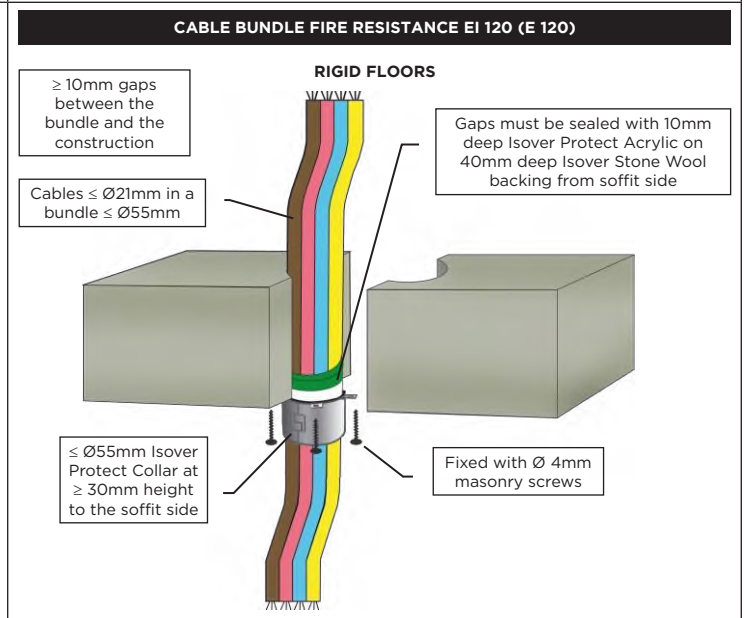 CABLE BUNDLE FIRE RESISTANCE EI 120 (E 120)
RIGID FLOORS
≥ 10mm gaps
between the
bundle and the
construction
Gaps must be sealed with 10mm
deep Isover Protect Acrylic on
40mm deep Isover Stone Wool
backing from soffit side
Cables ≤ Ø21mm in a
bundle ≤ Ø55mm
≤ Ø55mm Isover
Protect Collar at
≥ 30mm height
to the soffit side
Fixed with Ø 4mm
masonry screws